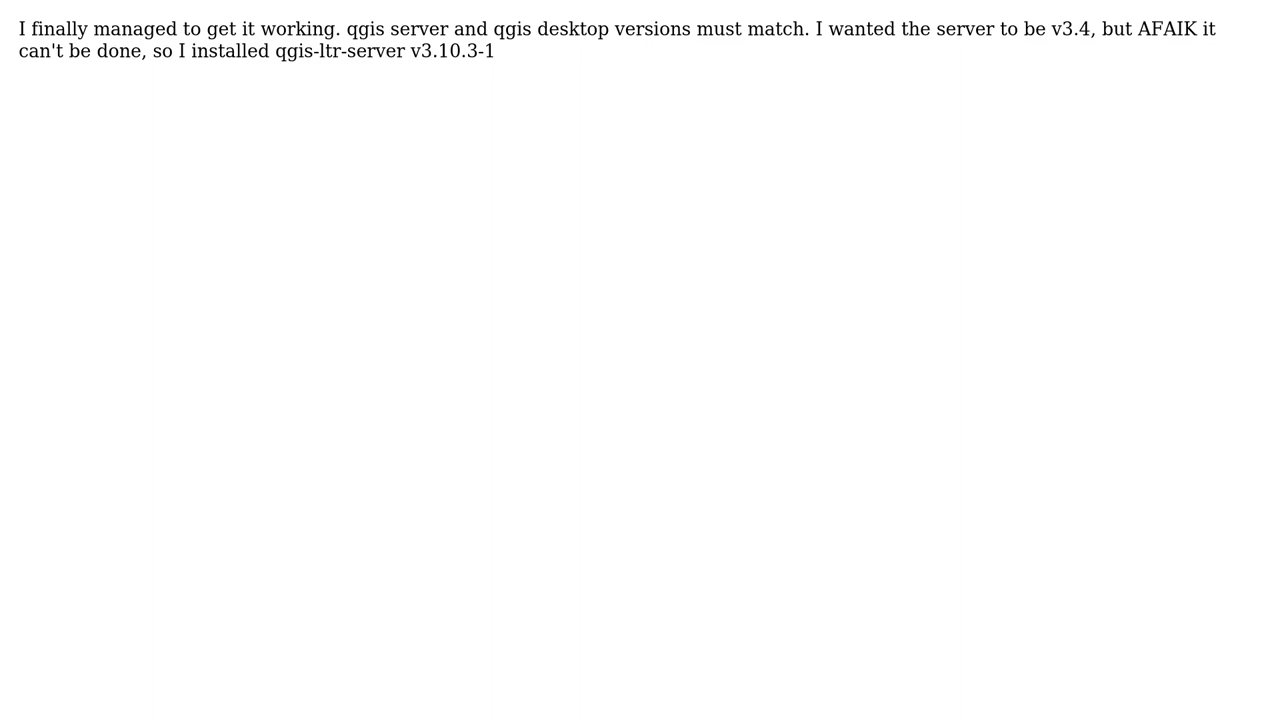 I finally managed to get it working. qgis server and qgis desktop versions must match. I wanted the server to be v3.4, but AFAIK it
can't be done, so I installed qgis-ltr-server v3.10.3-1